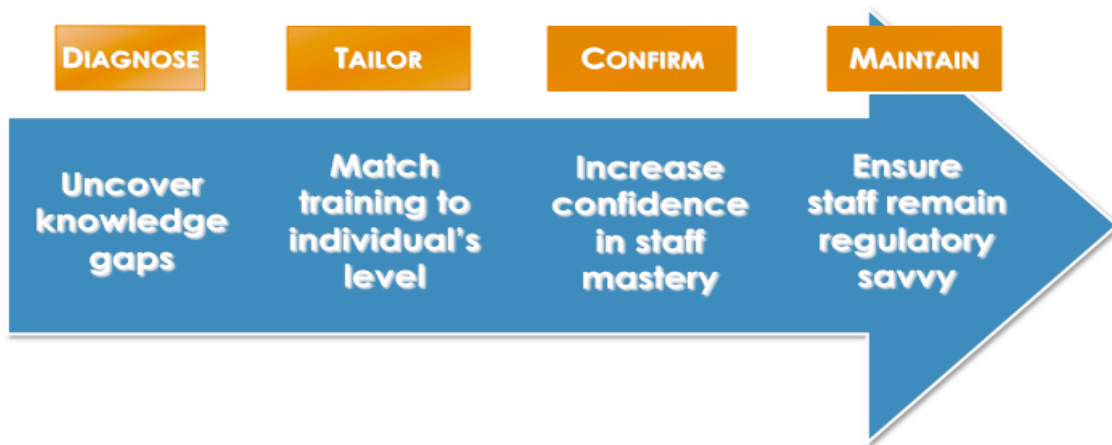 DIAGNOSE
TAILOR
CONFIRM
MAINTAIN
Uncover
knowledge
gaps
Match
training to
individual's
level
Increase
confidence
in staff
mastery
Ensure
staff remain
regulatory
savvy